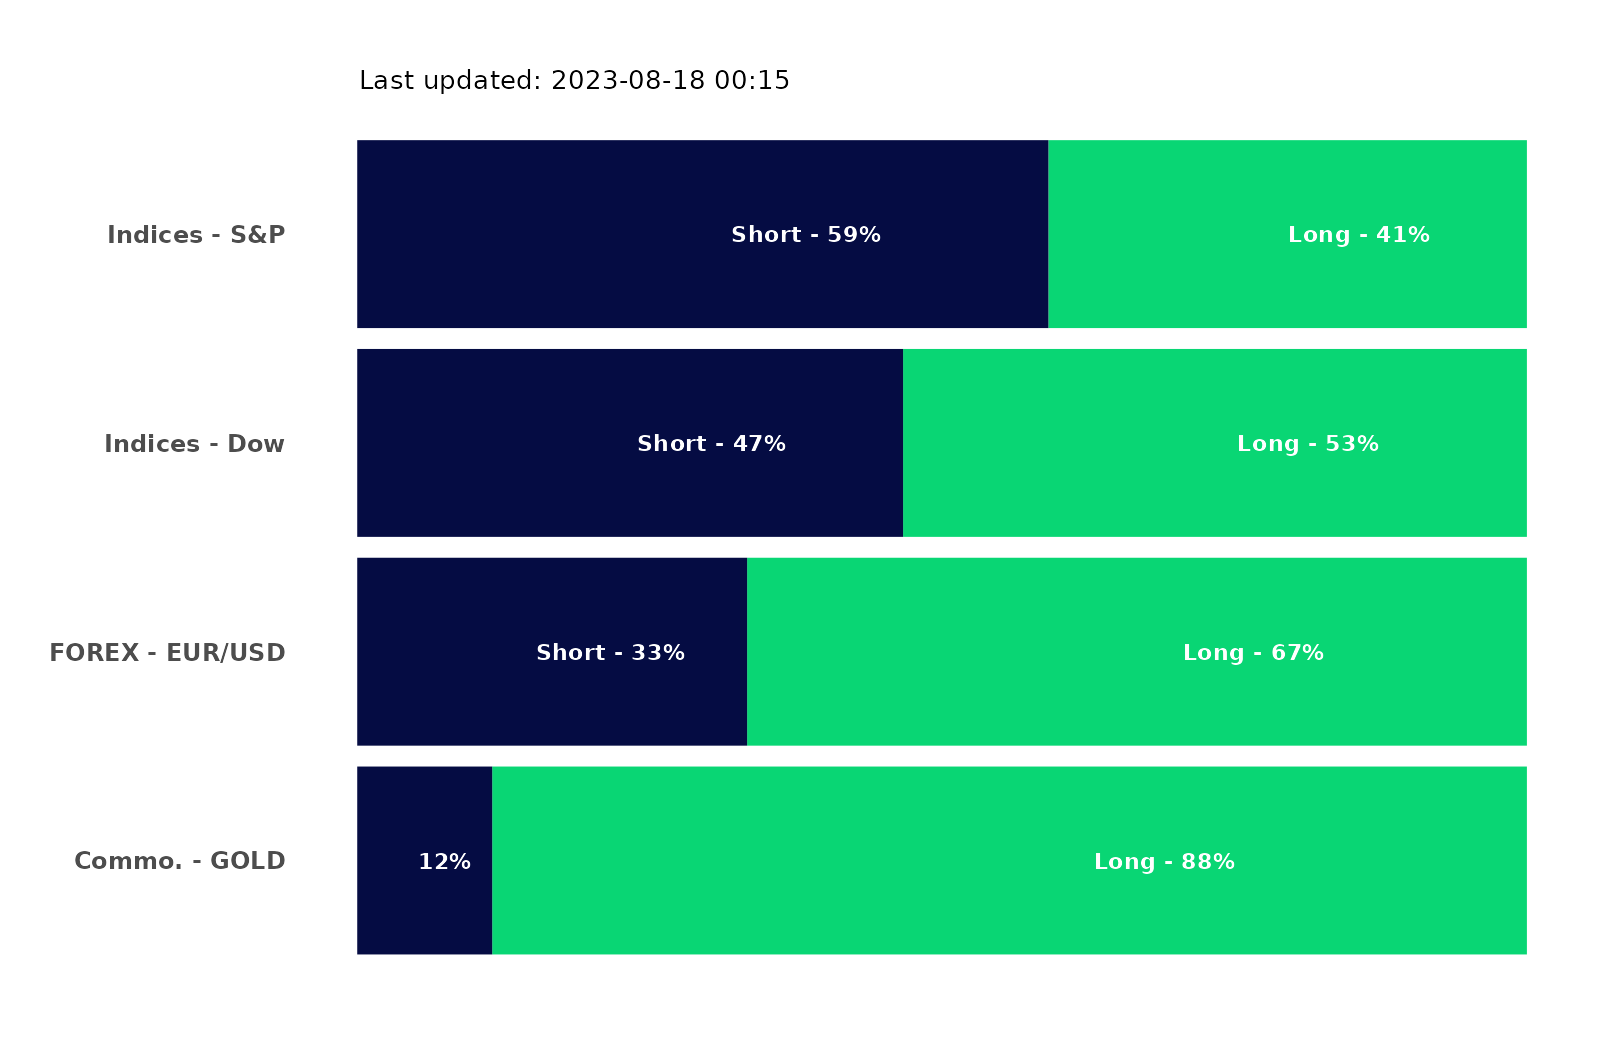 Last updated: 2023-08-18 00:15
Indices - S&P
Short - 59%
Long - 41%
Indices - Dow
Short - 47%
Long - 53%
FOREX - EUR/USD
Short - 33%
Long - 67%
Commo. - GOLD
12%
Long - 88%